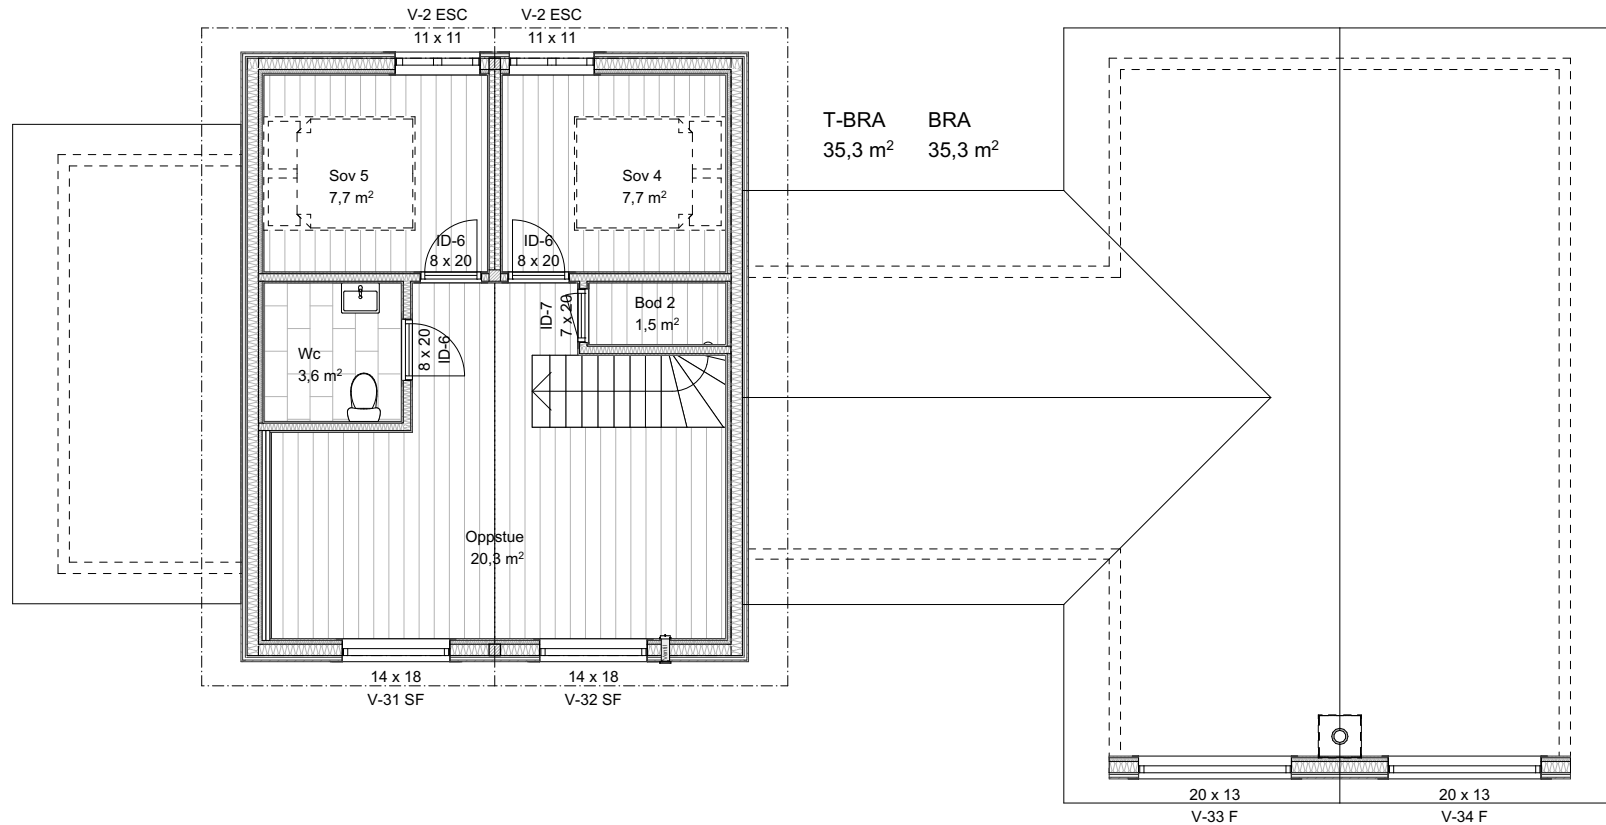 V-2 ESC
11 x 11
V-2 ESC
11 x 11
T-BRA BRA
35,3 m² 35,3 m²
Sov 5
7,7 m²
Sov 4
7,7 m²
ID-6
8 x 20
ID-6
8 x 20
ID-7
7 x 20
Bod 2
1,5 m²
Wc
3,6 m²
8 x 20
ID-6
Oppstue
20,3 m²
14 x 18
V-31 SF
14 x 18
V-32 SF
20 x 13
V-33 F
20 x 13
V-34 F